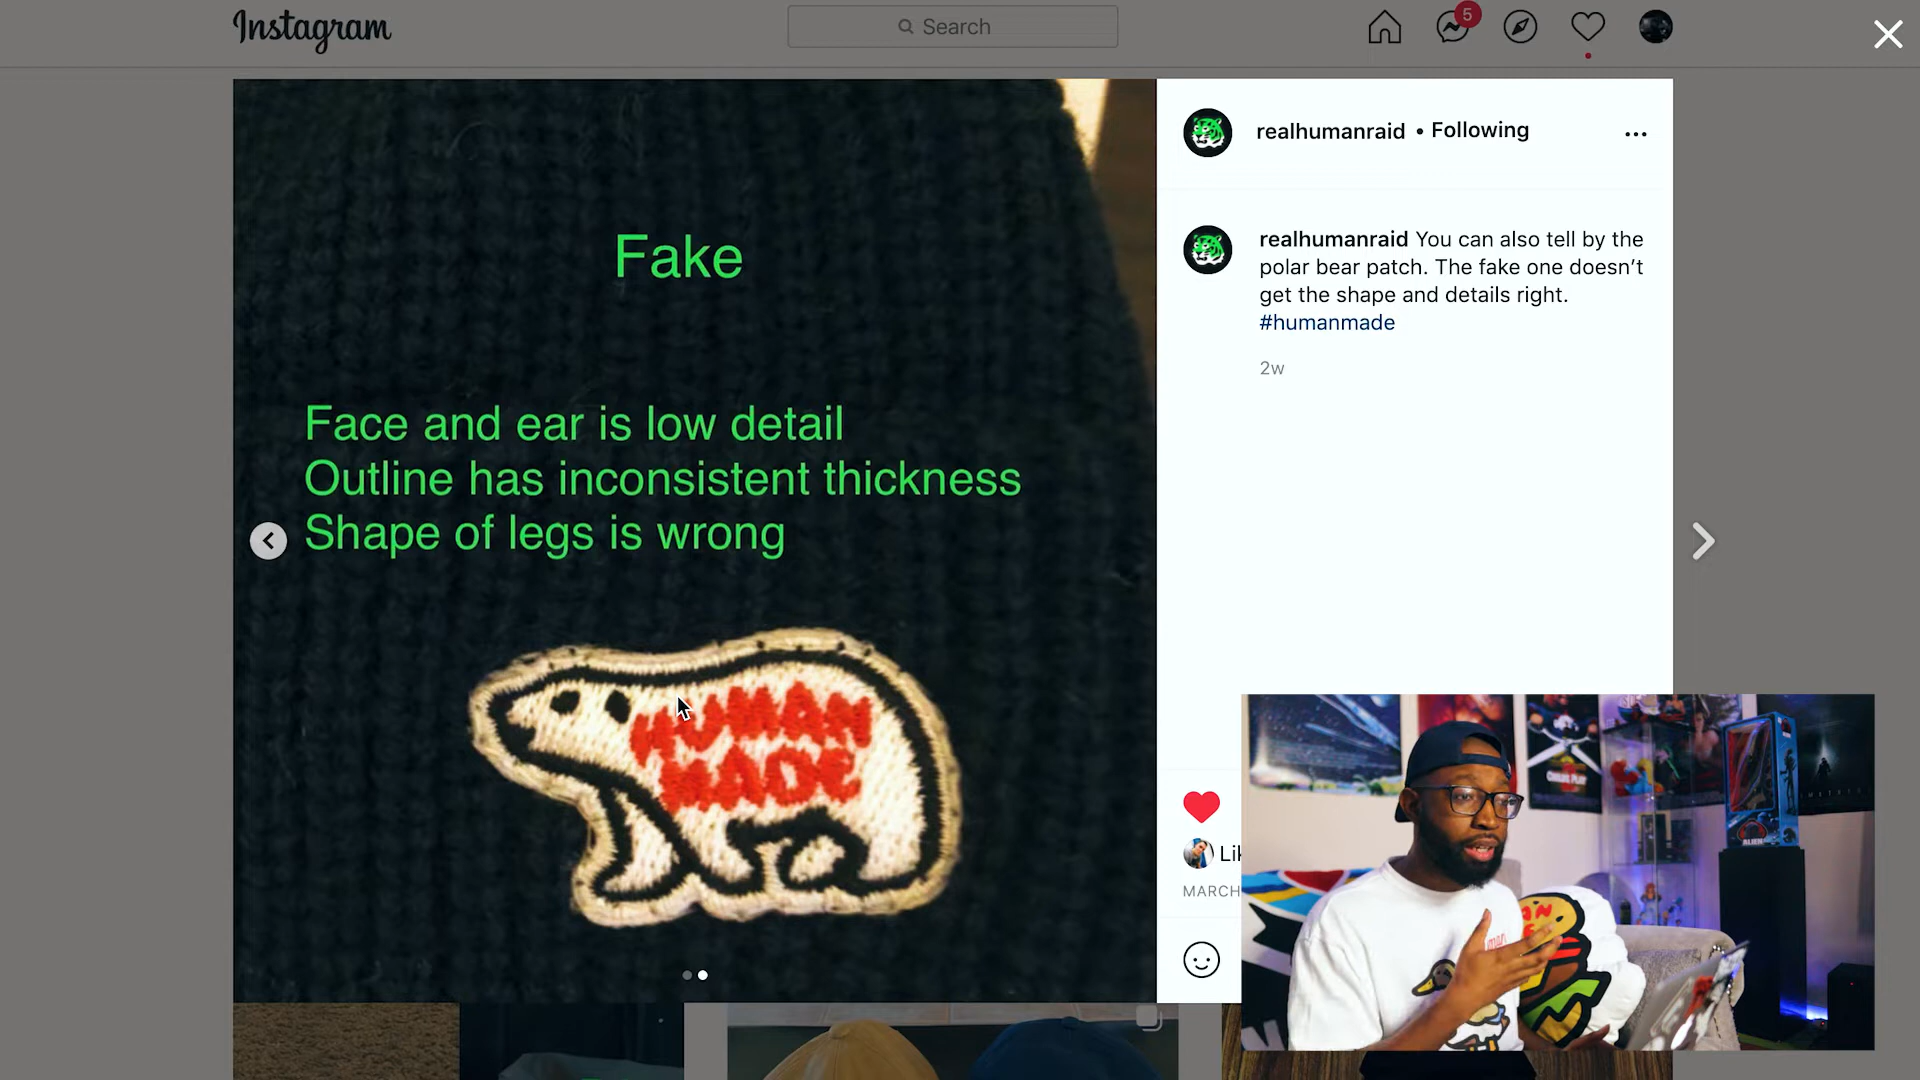 Instagram
Search
5
realhumanraid • Following
...
Fake
Face and ear is low detail
Outline has inconsistent thickness
Shape of legs is wrong
HUMAN
MADE
realhumanraid You can also tell by the
polar bear patch. The fake one doesn't
get the shape and details right.
#humanmade
2w
Lik
MARCH
ALIEN